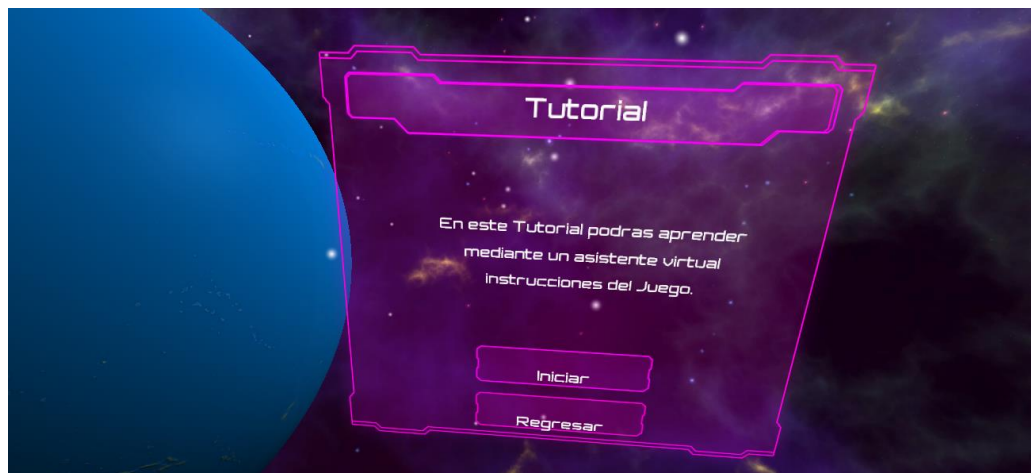 Tutorial
En este Tutorial podras aprender
mediante un asistente virtual
instrucciones del Juego.
Iniciar
Regresar